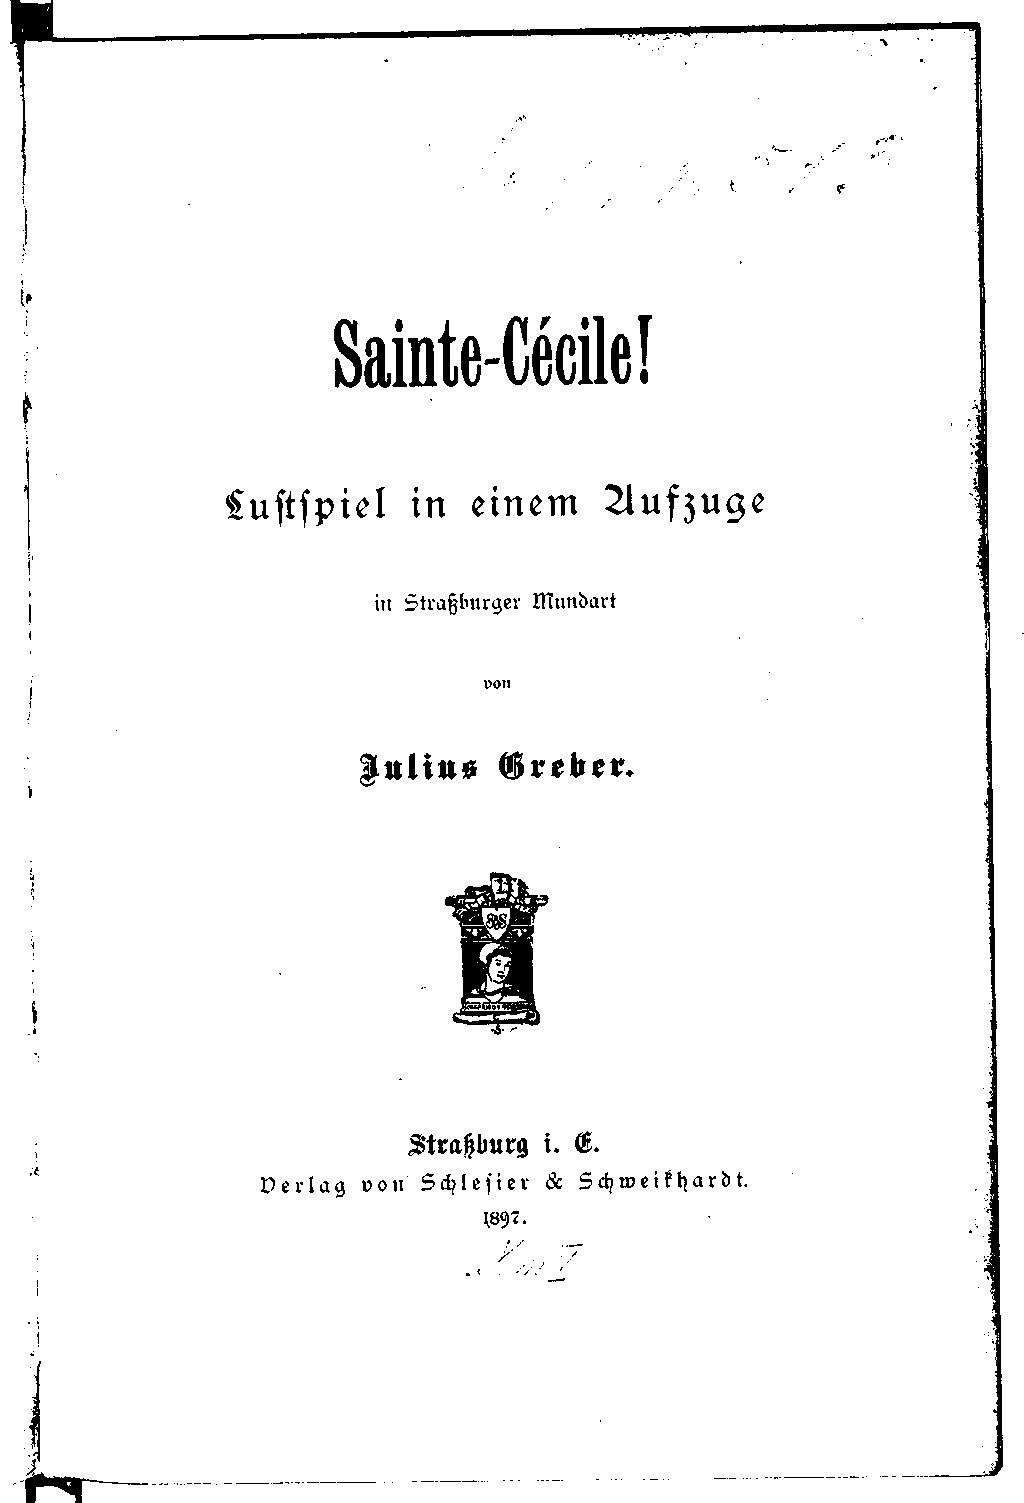 Sainte-Cécile!
Luſtſpiel in einem Aufzuge
in Straßburger Mundart
von
Julius Greber.
Straßburg i. E.
Verlag von Schleſier & Schweikhardt.
1897.